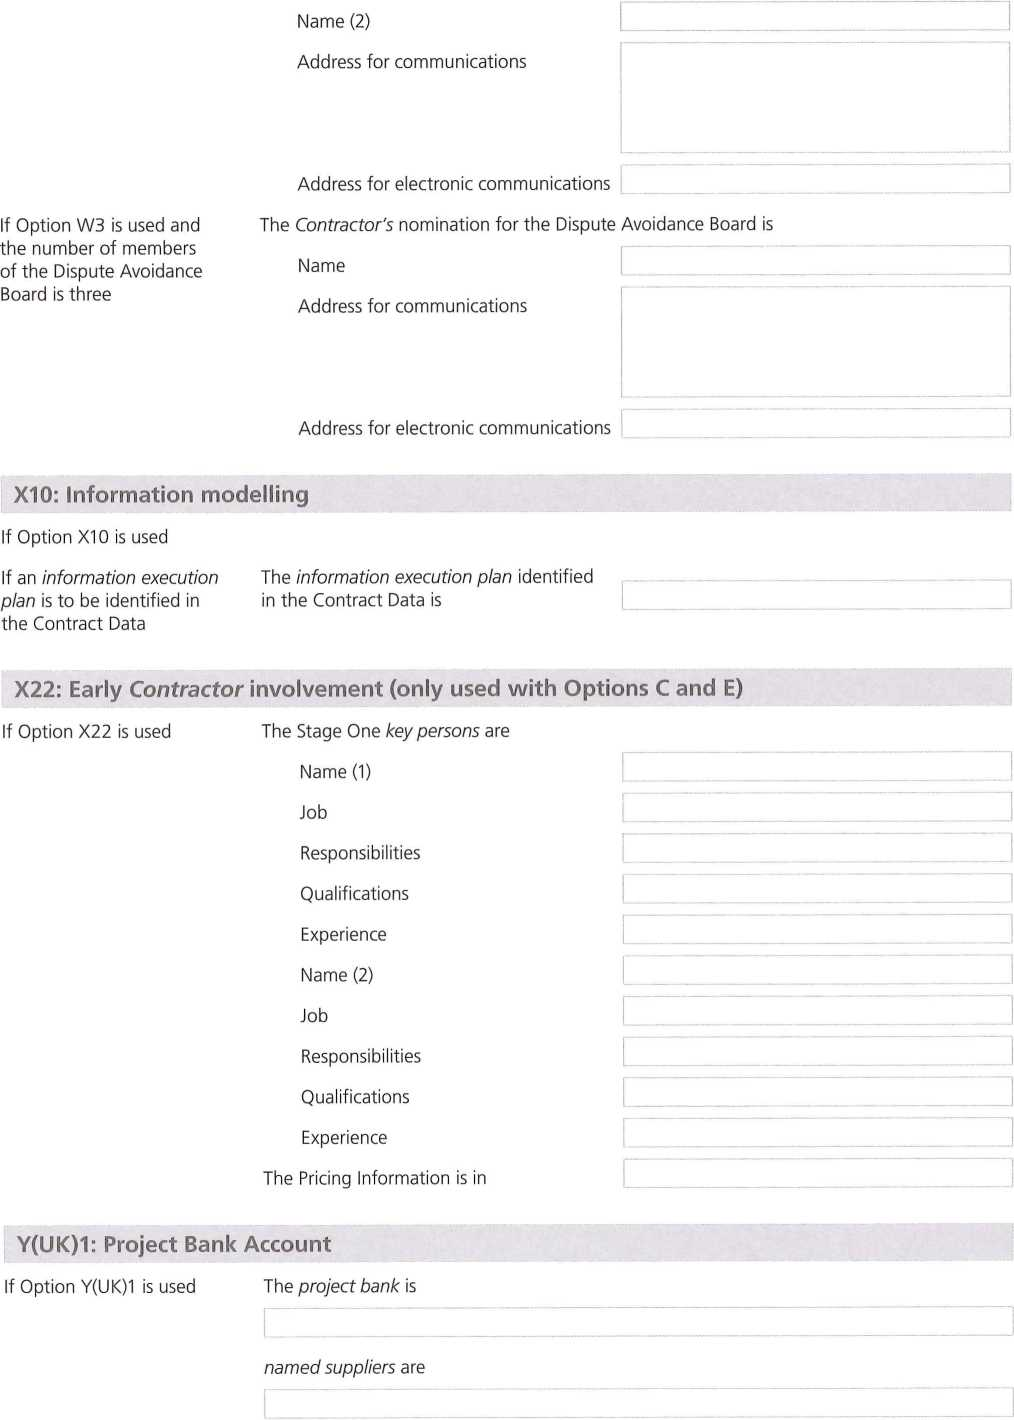 Name (2)
Address for communications
Address for electronic communications
If Option W3 is used and
the number of members
of the Dispute Avoidance
Board is three
The Contractor's nomination for the Dispute Avoidance Board is
Name
Address for communications
Address for electronic communications
X10: Information modelling
If Option X10 is used
If an information execution
plan is to be identified in
the Contract Data
The information execution plan identified
in the Contract Data is
X22: Early Contractor involvement (only used with Options C and E)
If Option X22 is used
The Stage One key persons are
Name (1)
Job
Responsibilities
Qualifications
Experience
Name (2)
Job
Responsibilities
Qualifications
Experience
The Pricing Information is in
Y(UK)1: Project Bank Account
If Option Y(UK)1 is used
The project bank is
named suppliers are